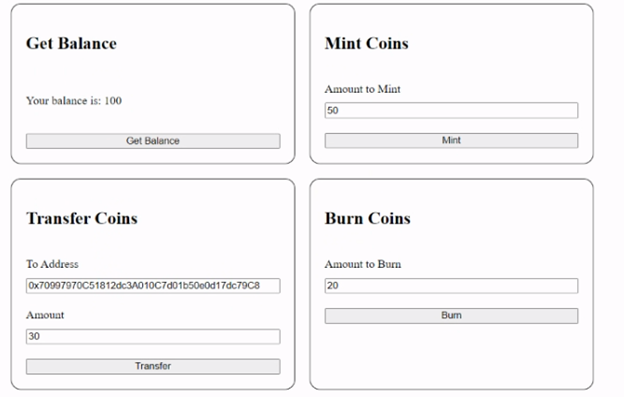 Get Balance
Your balance is: 100
Get Balance
Mint Coins
Amount to Mint
50
Mint
Transfer Coins
To Address
0x70997970C51812dc3A010C7d01b50e0d17dc79C8
Amount
30
Transfer
Burn Coins
Amount to Burn
20
Burn